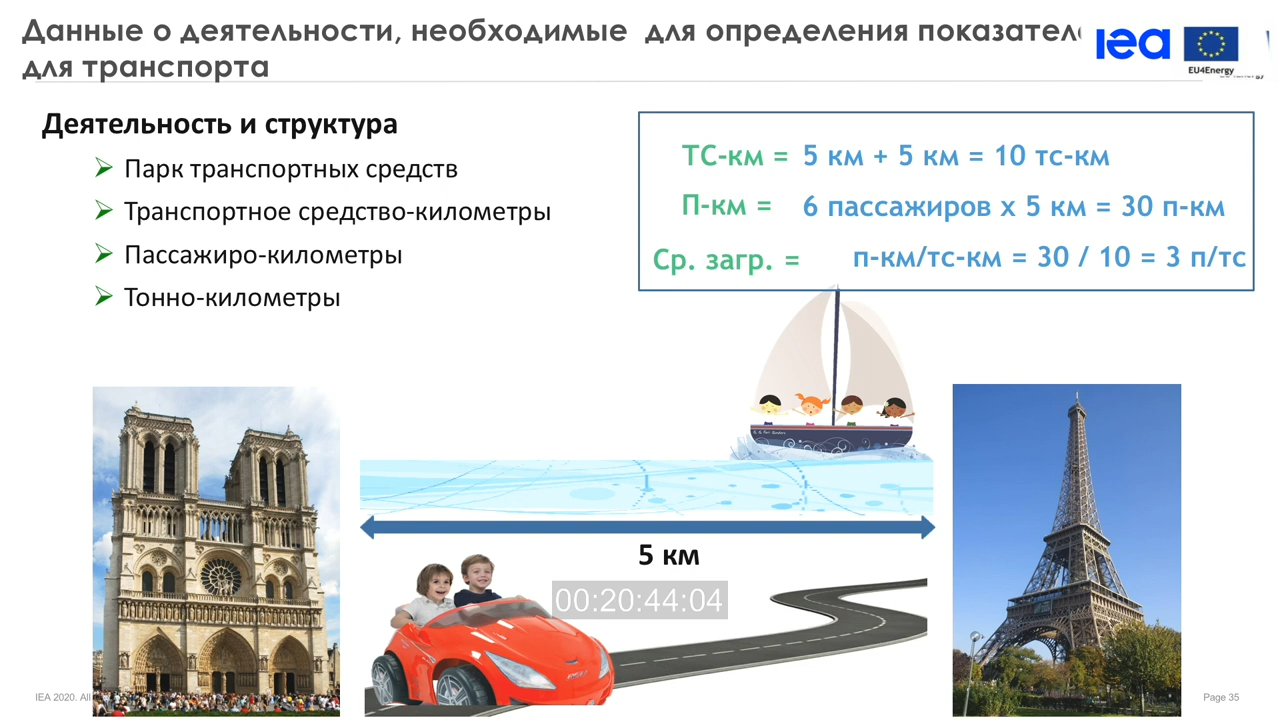 Данные о деятельности, необходимые для определения
для транспорта
iea
EU4Energy
Деятельность и структура
Парк транспортных средств
Транспортное средство-километры
Пассажиро-километры
Тонно-километры
ТС-км = 5 км + 5 км = 10 тс-км
П-км = 6 пассажиров х 5 км = 30 п-км
Ср. загр. = п-км/тс-км = 30 / 10 = 3 п/тс
5 км
00:20:44:04
IEA 2020. All
Page 35